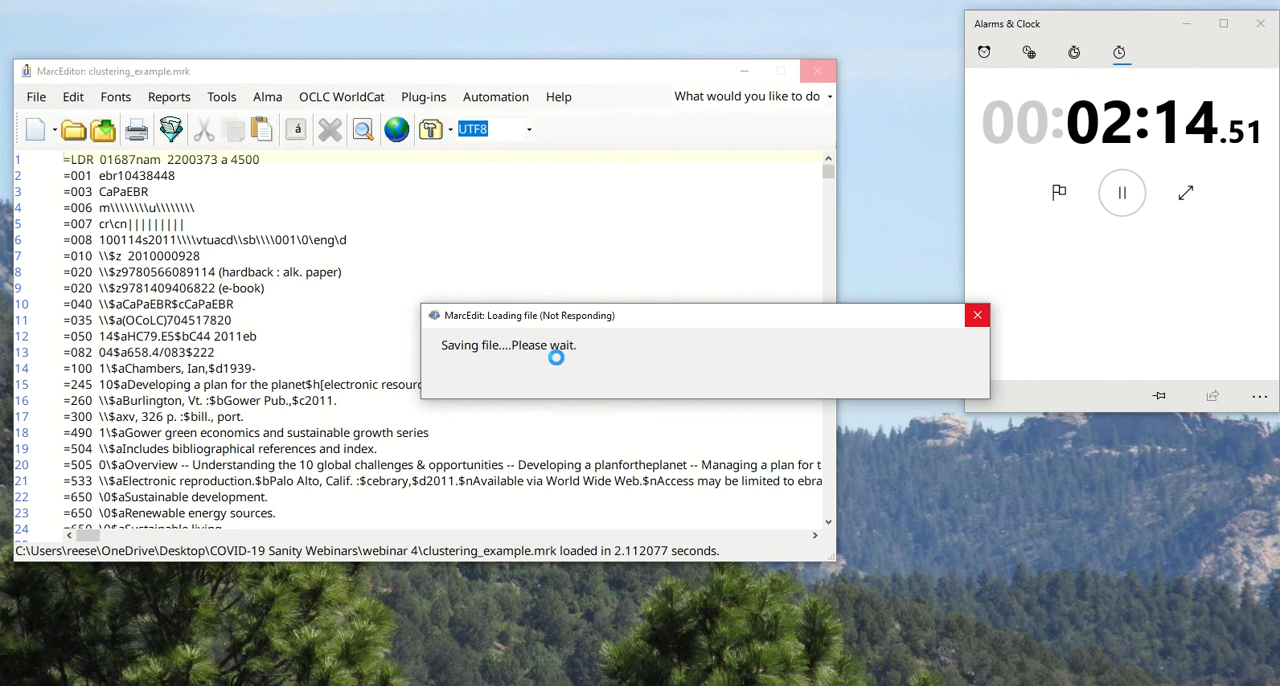 MarcEditor: clustering_example.mrk
File Edit Fonts Reports Tools Alma OCLC WorldCat Plug-ins Automation Help What would you like to do
á UTF8
1 =LDR 01687nam 2200373 a 4500
2 =001 ebr10438448
3 =003 CaPaEBR
4 =006 m\\\\\\\\u\\\\\\\\
5 =007 cr\cn|||||||||
6 =008 100114s2011\\\\vtuacd\\sb\\\\001\0\eng\d
7 =010 \\$z 2010000928
8 =020 \\$z9780566089114 (hardback : alk. paper)
9 =020 \\$z9781409406822 (e-book)
10 =040 \\$aCaPaEBR$cCaPaEBR
11 =035 \\$a(OCoLC)704517820
12 =050 14$aHC79.E5$bC44 2011eb
13 =082 04$a658.4/083$222
14 =100 1\$aChambers, Ian,$d1939-
15 =245 10$aDeveloping a plan for the planet$h[electronic resourc
16 =260 \\$aBurlington, Vt. :$bGower Pub.,$c2011.
17 =300 \\$axv, 326 p. :$bill., port.
18 =490 1\$aGower green economics and sustainable growth series
19 =504 \\$aIncludes bibliographical references and index.
20 =505 0\$aOverview -- Understanding the 10 global challenges & opportunities -- Developing a planfortheplanet -- Managing a plan for t
21 =533 \\$aElectronic reproduction.$bPalo Alto, Calif. :$cebrary,$d2011.$nAvailable via World Wide Web.$nAccess may be limited to ebra
22 =650 \0$aSustainable development.
23 =650 \0$aRenewable energy sources.
24 =650 \0$aSustainable living.
C:\Users\reese\OneDrive\Desktop\COVID-19 Sanity Webinars\webinar 4\clustering_example.mrk loaded in 2.112077 seconds.
MarcEdit: Loading file (Not Responding)
Saving file....Please wait.
Alarms & Clock
00:02:14.51